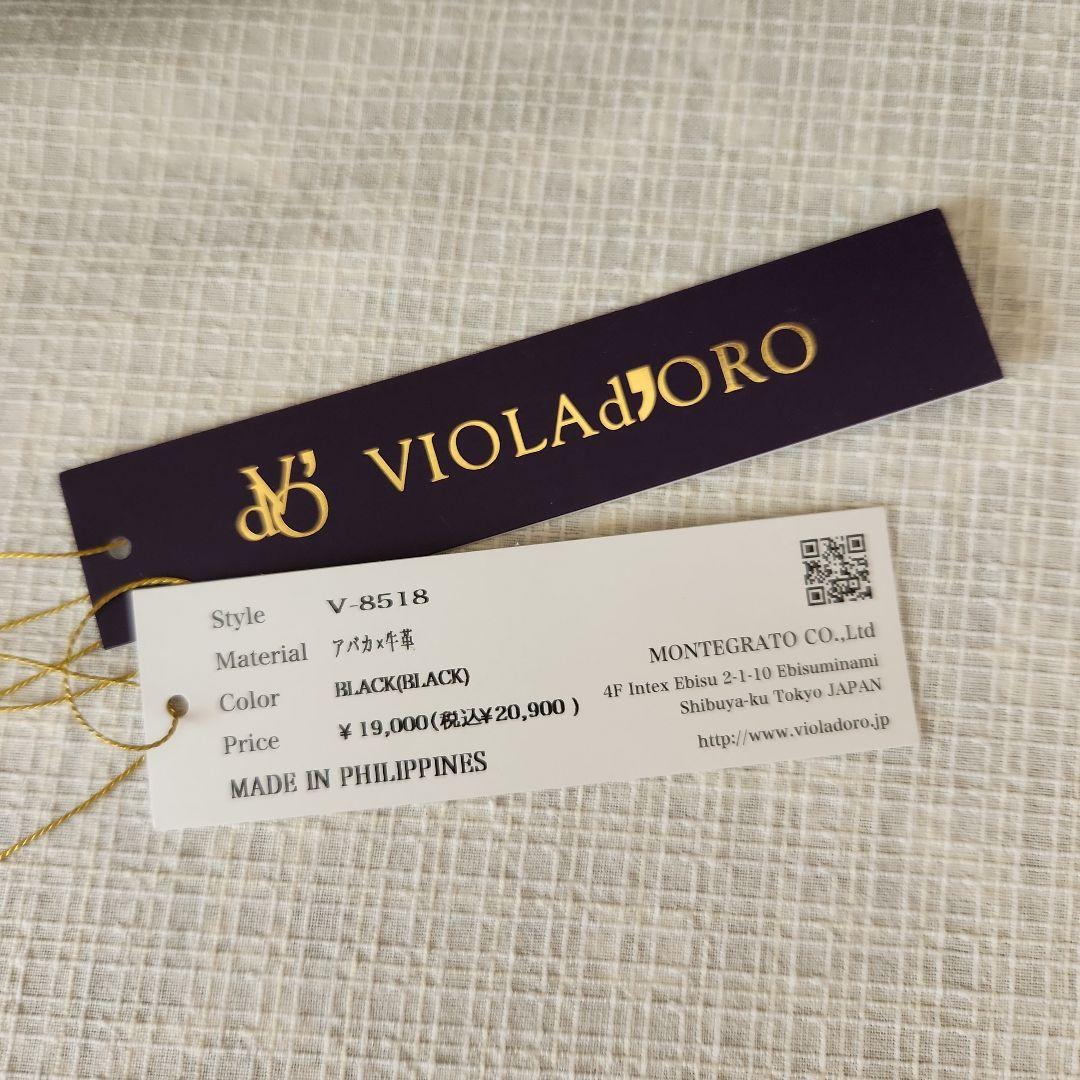 Vd'O VIOLAd'ORO
Style V-8518
Material アバカ×牛革
Color BLACK(BLACK)
Price ¥19,000(税込¥20,900 )
MADE IN PHILIPPINES
MONTEGRATO CO.,Ltd
4F Intex Ebisu 2-1-10 Ebisuminami
Shibuya-ku Tokyo JAPAN
http://www.violadoro.jp